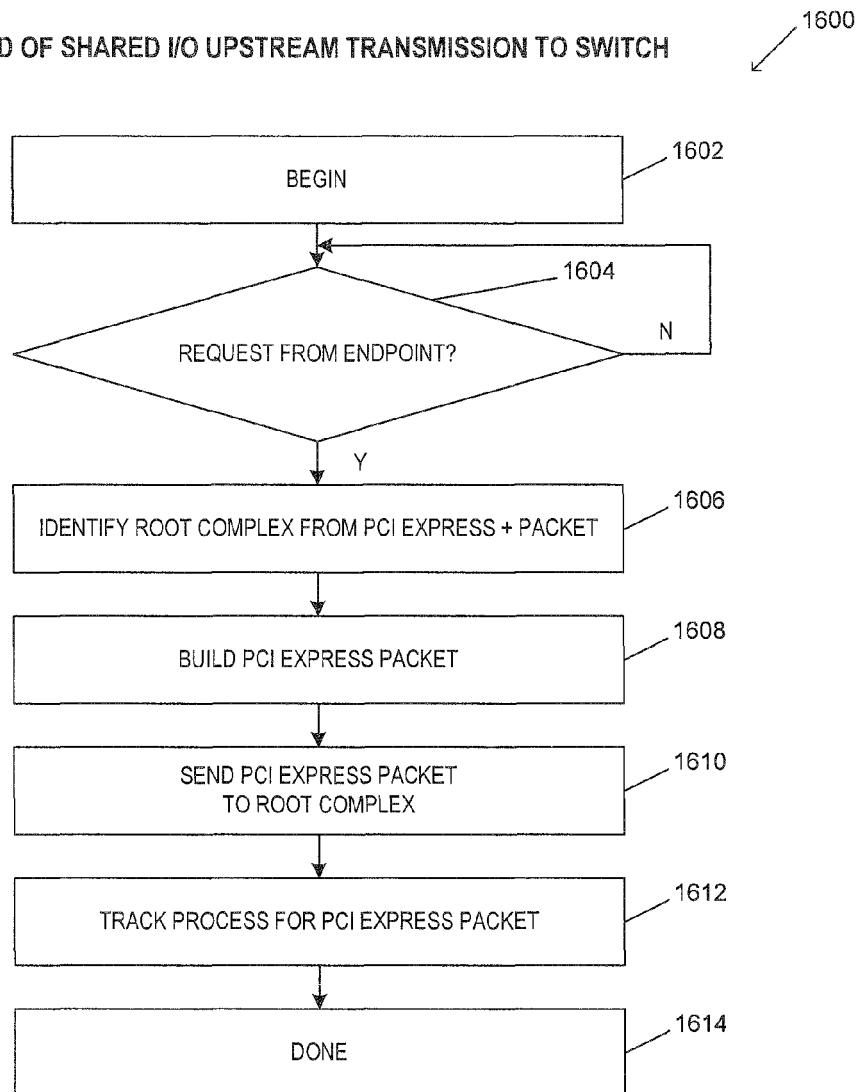 1600
D OF SHARED I/O UPSTREAM TRANSMISSION TO SWITCH
BEGIN
1602
REQUEST FROM ENDPOINT?
1604
N
Y
IDENTIFY ROOT COMPLEX FROM PCI EXPRESS + PACKET
1606
BUILD PCI EXPRESS PACKET
1608
SEND PCI EXPRESS PACKET
TO ROOT COMPLEX
1610
TRACK PROCESS FOR PCI EXPRESS PACKET
1612
DONE
1614